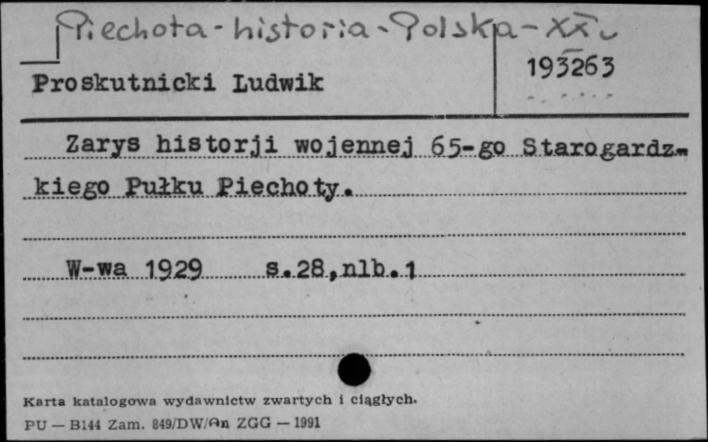 Piechota - historia - Polska - XX w
193263
Proskutnicki Ludwik
Zarys historji wojennej 65-go Starogardz-
kiego Pułku Piechoty.
W-wa 1929 s.28,nlb.1
Karta katalogowa wydawnictw zwartych i ciągłych.
PU — B144 Zam. 849/DW/An ZGG — 1991